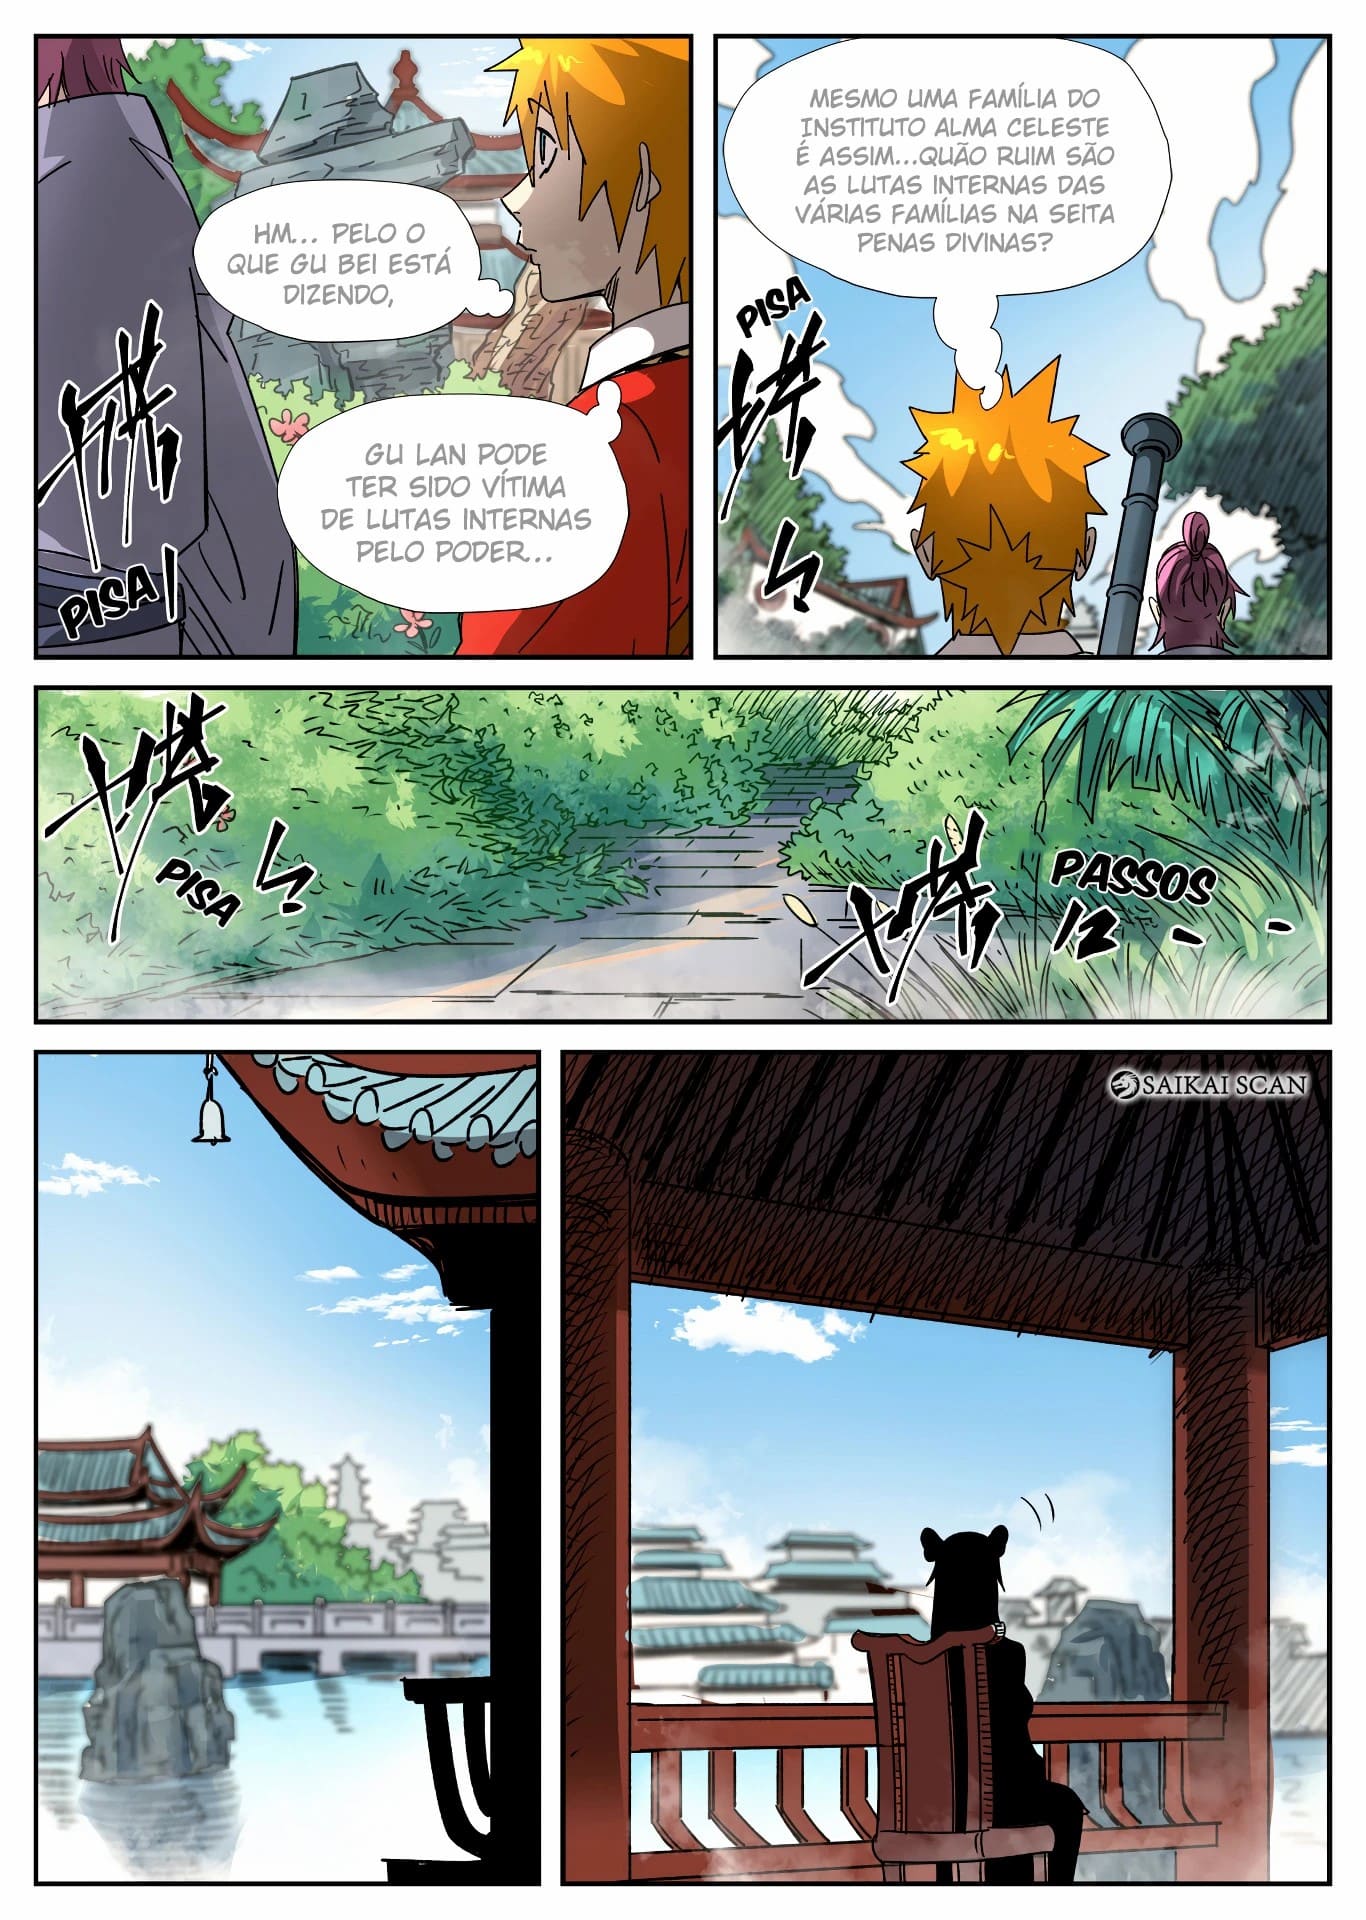 HM... PELO O
QUE GU BEI ESTÁ
DIZENDO,
GU LAN PODE
TER SIDO VÍTIMA
DE LUTAS INTERNAS
PELO PODER...
PISA
MESMO UMA FAMÍLIA DO
INSTITUTO ALMA CELESTE
É ASSIM...QUÃO RUIM SÃO
AS LUTAS INTERNAS DAS
VÁRIAS FAMÍLIAS NA SEITA
PENAS DIVINAS?
PISA
PISA
PASSOS
SAIKAI SCAN